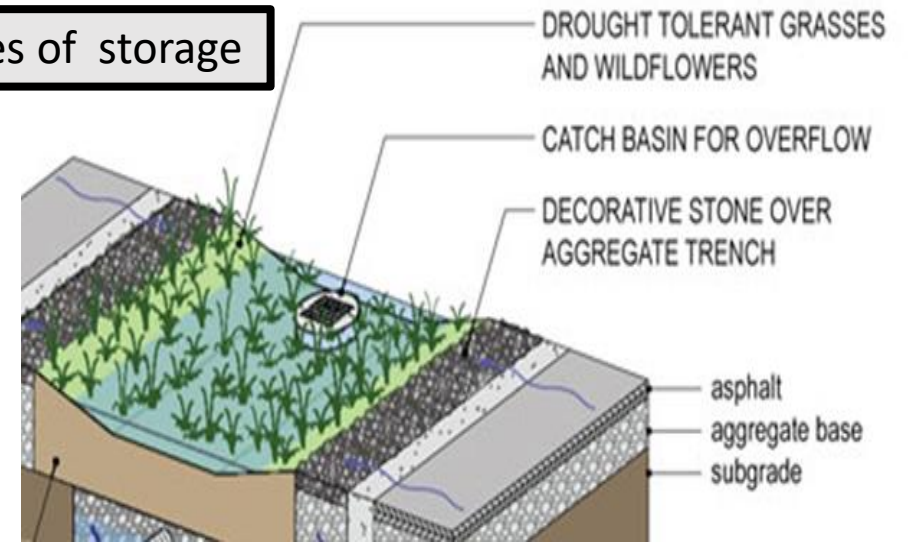 es of storage
DROUGHT TOLERANT GRASSES
AND WILDFLOWERS
CATCH BASIN FOR OVERFLOW
DECORATIVE STONE OVER
AGGREGATE TRENCH
asphalt
aggregate base
subgrade